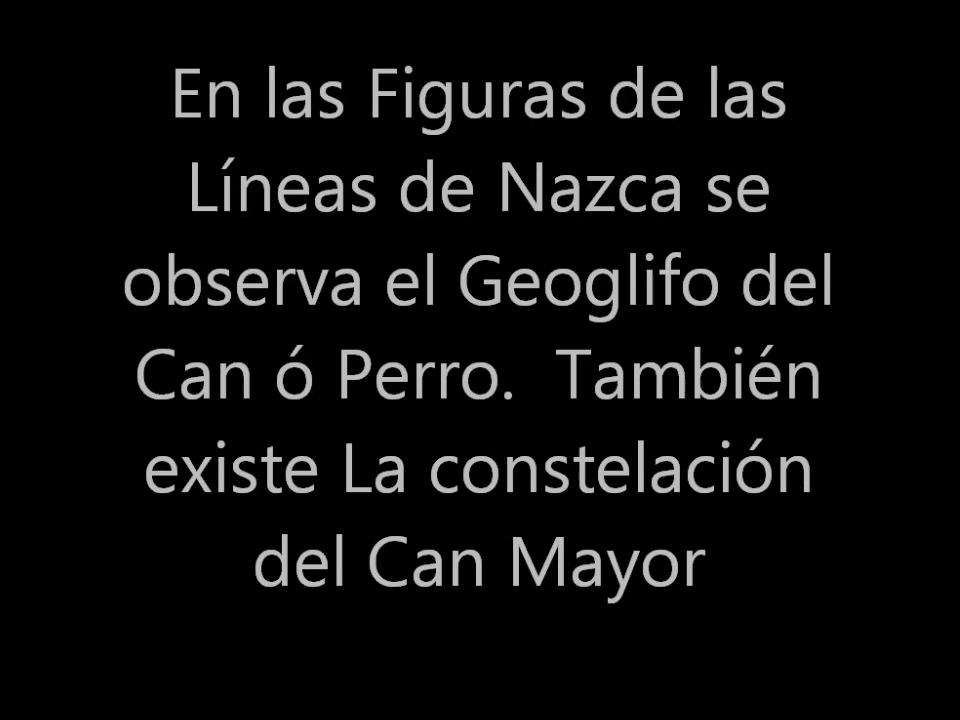 En las Figuras de las
Líneas de Nazca se
observa el Geoglifo del
Can ó Perro.  También
existe La constelación
del Can Mayor